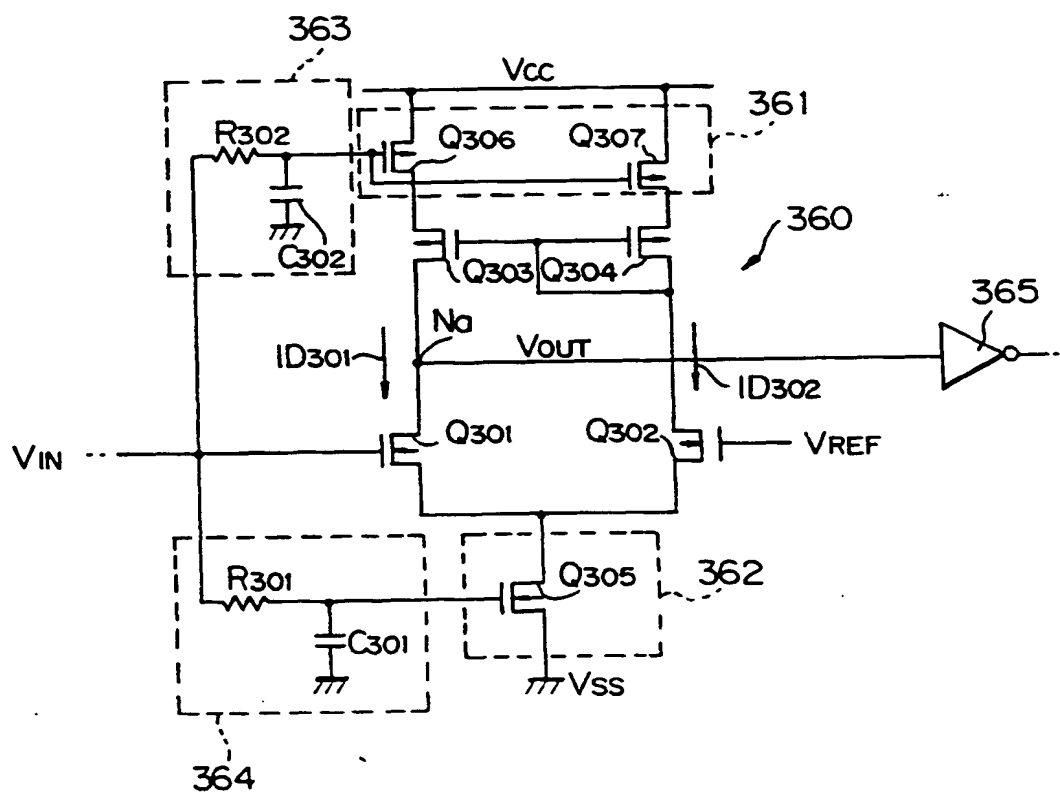 363
VCC
361
R302
Q306
Q307
C302
Q303
Q304
360
365
Na
ID301
VOUT
ID302
VIN
Q301
Q302
VREF
R301
Q305
362
C301
VSS
364